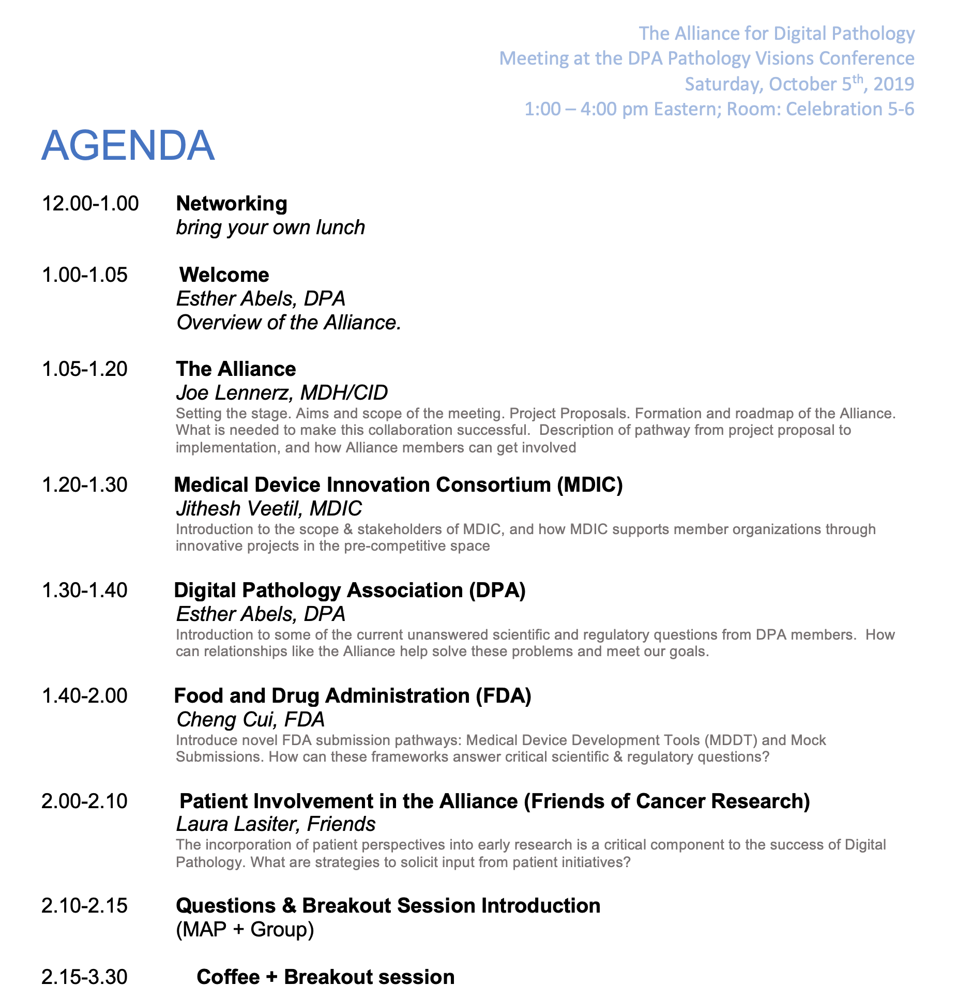 The Alliance for Digital Pathology
Meeting at the DPA Pathology Visions Conference
Saturday, October 5th, 2019
1:00 – 4:00 pm Eastern; Room: Celebration 5-6
AGENDA
12.00-1.00 Networking
bring your own lunch
1.00-1.05 Welcome
Esther Abels, DPA
Overview of the Alliance.
1.05-1.20 The Alliance
Joe Lennerz, MDH/CID
Setting the stage. Aims and scope of the meeting. Project Proposals. Formation and roadmap of the Alliance.
What is needed to make this collaboration successful.  Description of pathway from project proposal to
implementation, and how Alliance members can get involved
1.20-1.30 Medical Device Innovation Consortium (MDIC)
Jithesh Veetil, MDIC
Introduction to the scope & stakeholders of MDIC, and how MDIC supports member organizations through
innovative projects in the pre-competitive space
1.30-1.40 Digital Pathology Association (DPA)
Esther Abels, DPA
Introduction to some of the current unanswered scientific and regulatory questions from DPA members.  How
can relationships like the Alliance help solve these problems and meet our goals.
1.40-2.00 Food and Drug Administration (FDA)
Cheng Cui, FDA
Introduce novel FDA submission pathways: Medical Device Development Tools (MDDT) and Mock
Submissions. How can these frameworks answer critical scientific & regulatory questions?
2.00-2.10 Patient Involvement in the Alliance (Friends of Cancer Research)
Laura Lasiter, Friends
The incorporation of patient perspectives into early research is a critical component to the success of Digital
Pathology. What are strategies to solicit input from patient initiatives?
2.10-2.15 Questions & Breakout Session Introduction
(MAP + Group)
2.15-3.30 Coffee + Breakout session